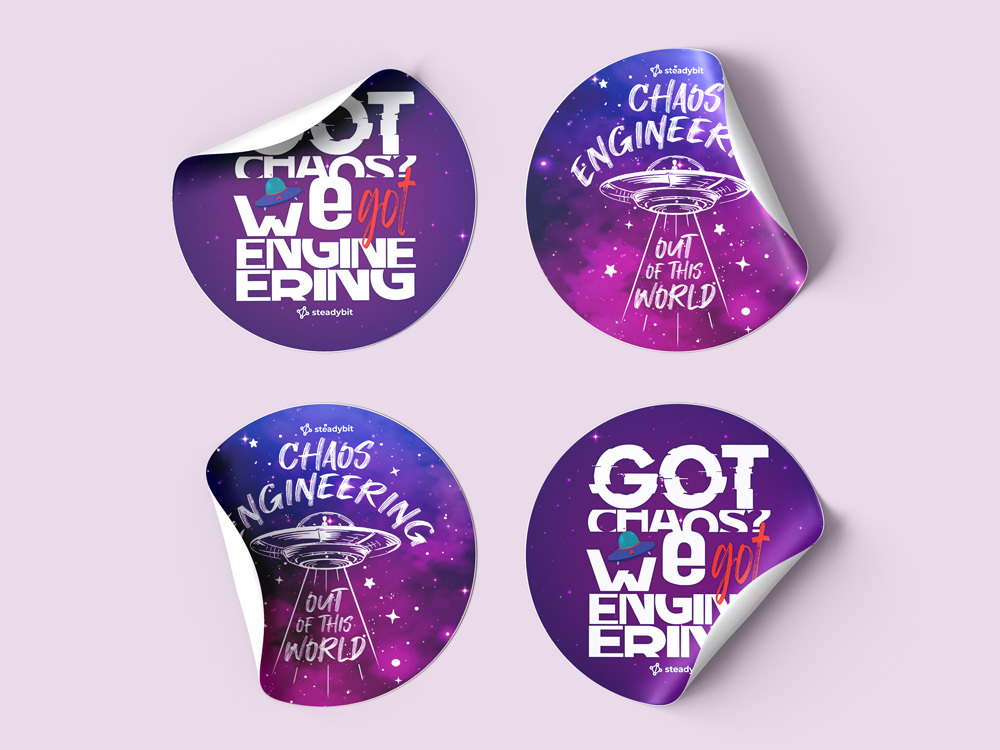 GOT
CHAOS?
we got
ENGINE
ERING
steadybit
steadybit
CHAOS
ENGINEER
OUT
OF THIS
WORLD
steadybit
CHAOS
ENGINEERING
OUT
OF THIS
WORLD
GOT
CHAOS?
we got
ENGIN
ERIN
steady